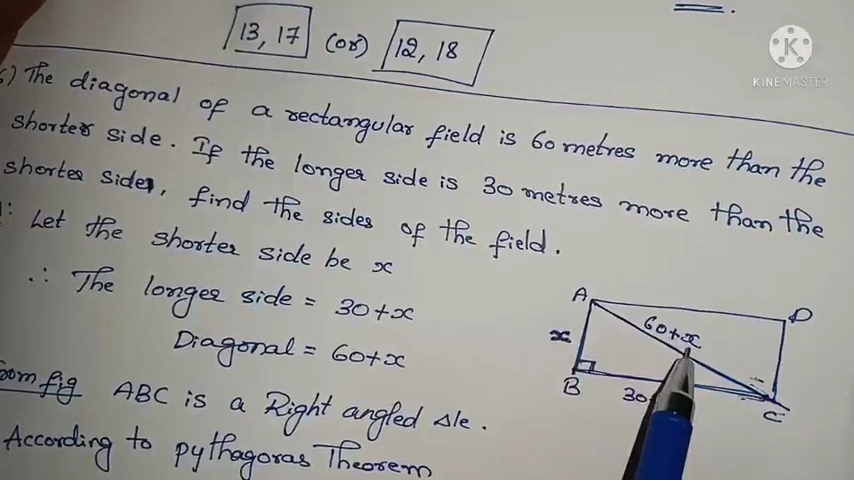 13, 17 (or) 12, 18
KINEMASTER
) The diagonal of a rectangular field is 60 metres more than the
shorter side. If the longer side is 30 metres more than the
shorter side, find the sides of the field.
Let the shorter side be x
∴ The longer side = 30+x
Diagonal = 60+x
fig ABC is a Right angled Δle.
According to pythagoras Theorem
A
D
60+x
x
B
30
C